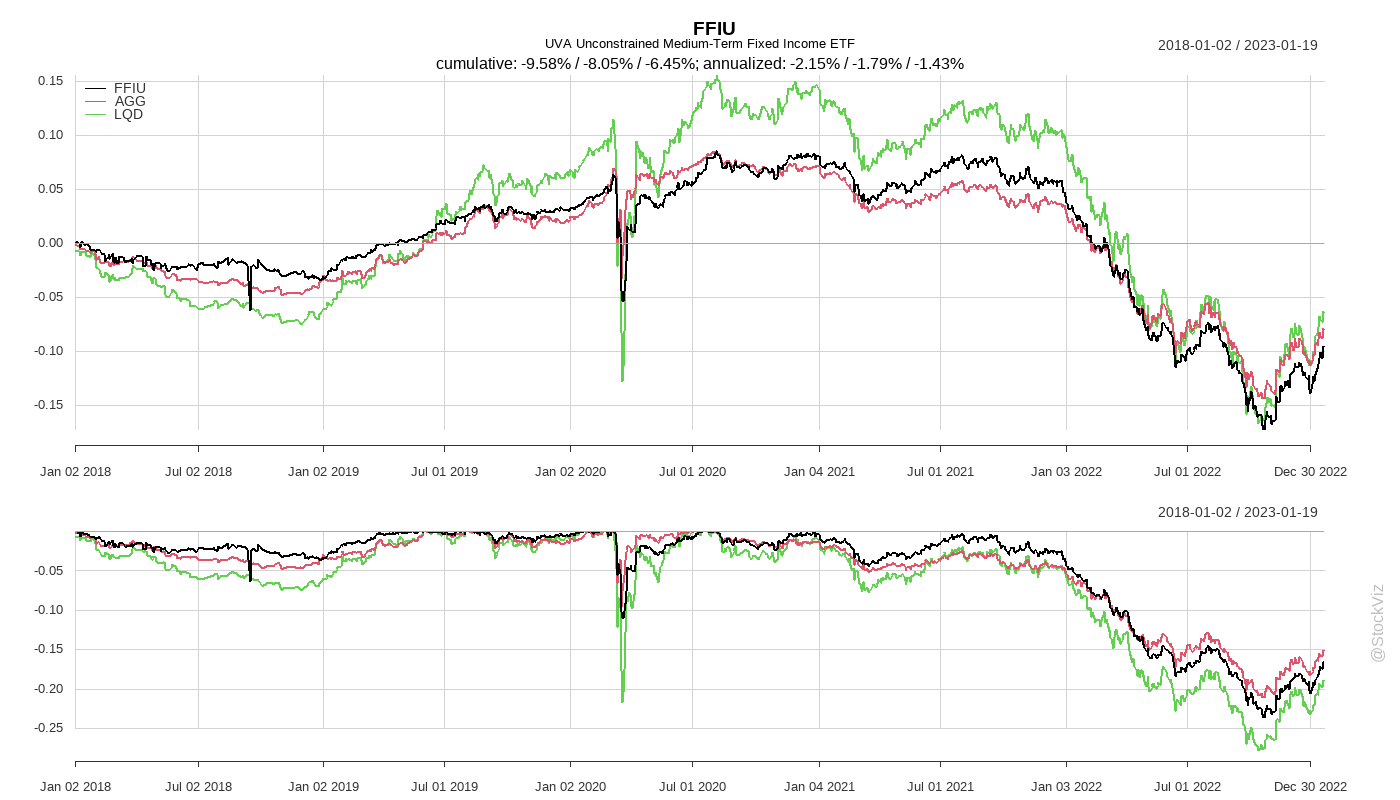 FFIU
UVA Unconstrained Medium-Term Fixed Income ETF
2018-01-02 / 2023-01-19
cumulative: -9.58% / -8.05% / -6.45%; annualized: -2.15% / -1.79% / -1.43%
0.15
FFIU
AGG
LQD
0.10
0.05
0.00
-0.05
-0.10
-0.15
Jan 02 2018 Jul 02 2018 Jan 02 2019 Jul 01 2019 Jan 02 2020 Jul 01 2020 Jan 04 2021 Jul 01 2021 Jan 03 2022 Jul 01 2022 Dec 30 2022
2018-01-02 / 2023-01-19
-0.05
-0.10
-0.15
-0.20
-0.25
Jan 02 2018 Jul 02 2018 Jan 02 2019 Jul 01 2019 Jan 02 2020 Jul 01 2020 Jan 04 2021 Jul 01 2021 Jan 03 2022 Jul 01 2022 Dec 30 2022
@StockViz